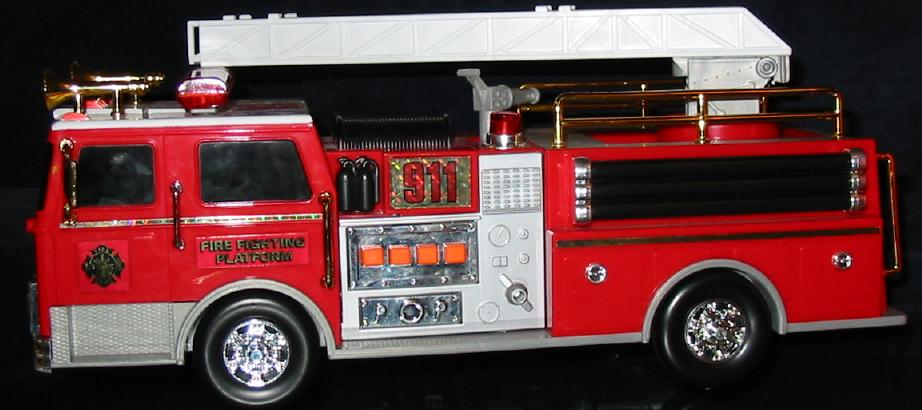 911
FIRE FIGHTING
PLATFORM